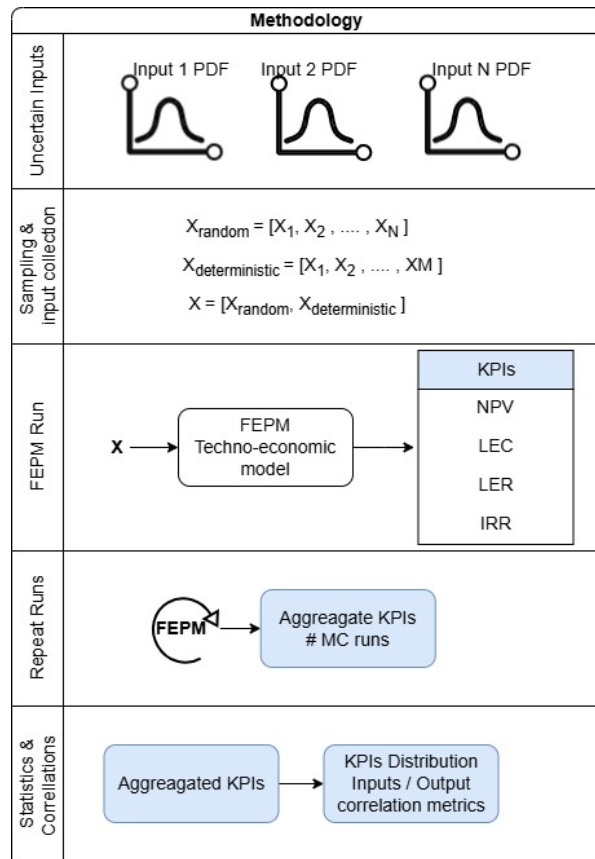 Methodology
Uncertain Inputs
Input 1 PDF
Input 2 PDF
Input N PDF
Sampling &
input collection
Xrandom = [X1, X2 , .... , XN ]
Xdeterministic = [X1, X2 , .... , XM ]
X = [Xrandom, Xdeterministic]
FEPM Run
X
FEPM
Techno-economic
model
KPIs
NPV
LEC
LER
IRR
Repeat Runs
FEPM
Aggreagate KPIs
# MC runs
Statistics &
Correllations
Aggreagated KPIs
KPIs Distribution
Inputs / Output
correlation metrics